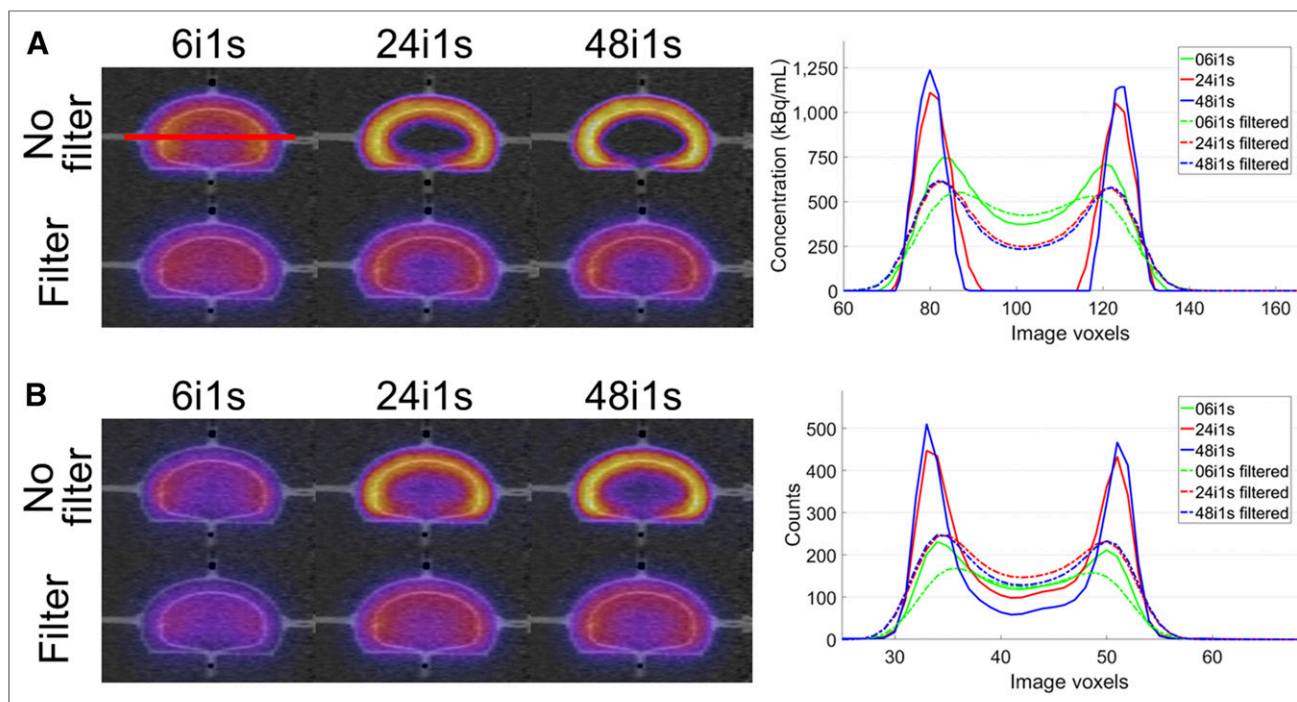 A
6i1s 24i1s 48i1s
No filter
Filter
Concentration (kBq/mL)
1,250
1,000
750
500
250
0
60 80 100 120 140 160
Image voxels
06i1s
24i1s
48i1s
06i1s filtered
24i1s filtered
48i1s filtered
B
6i1s 24i1s 48i1s
No filter
Filter
Counts
500
400
300
200
100
0
30 40 50 60
Image voxels
06i1s
24i1s
48i1s
06i1s filtered
24i1s filtered
48i1s filtered